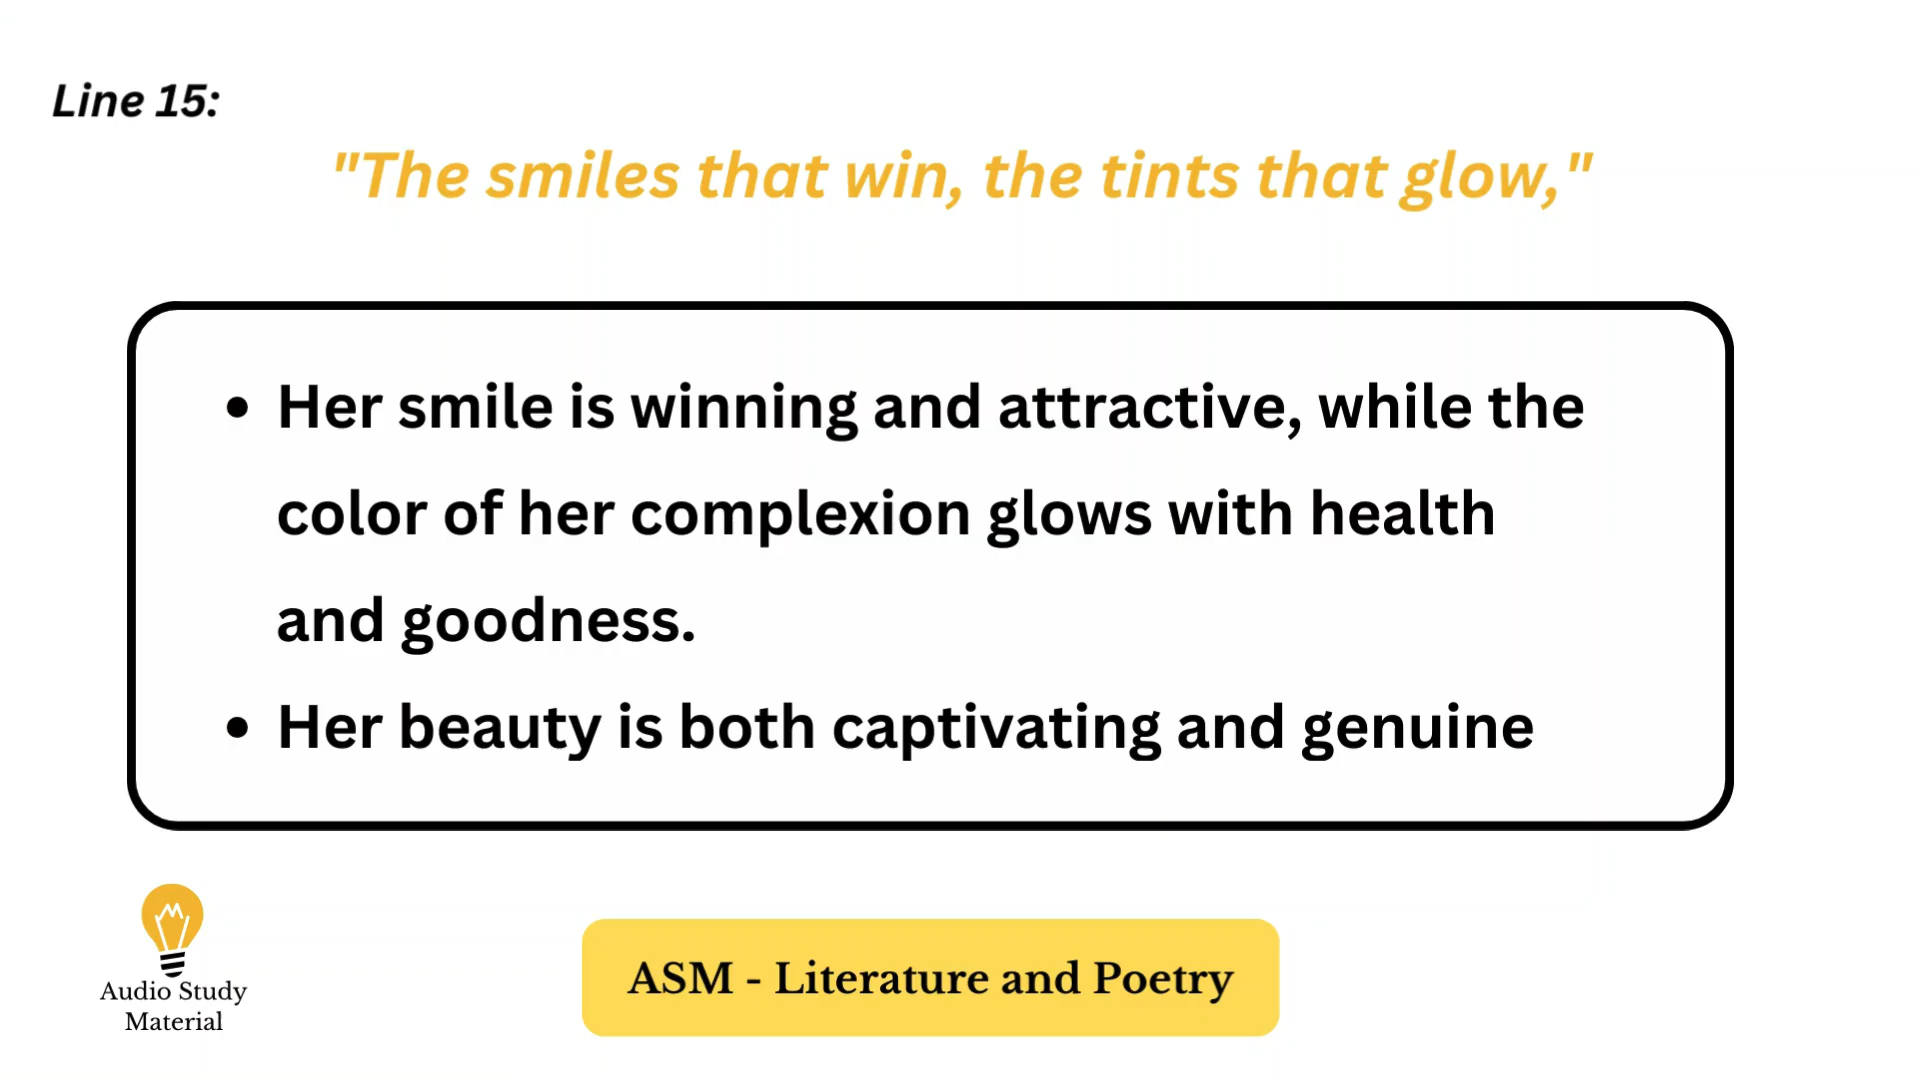 Line 15:
"The smiles that win, the tints that glow,"
• Her smile is winning and attractive, while the
color of her complexion glows with health
and goodness.
• Her beauty is both captivating and genuine
Audio Study
Material
ASM - Literature and Poetry